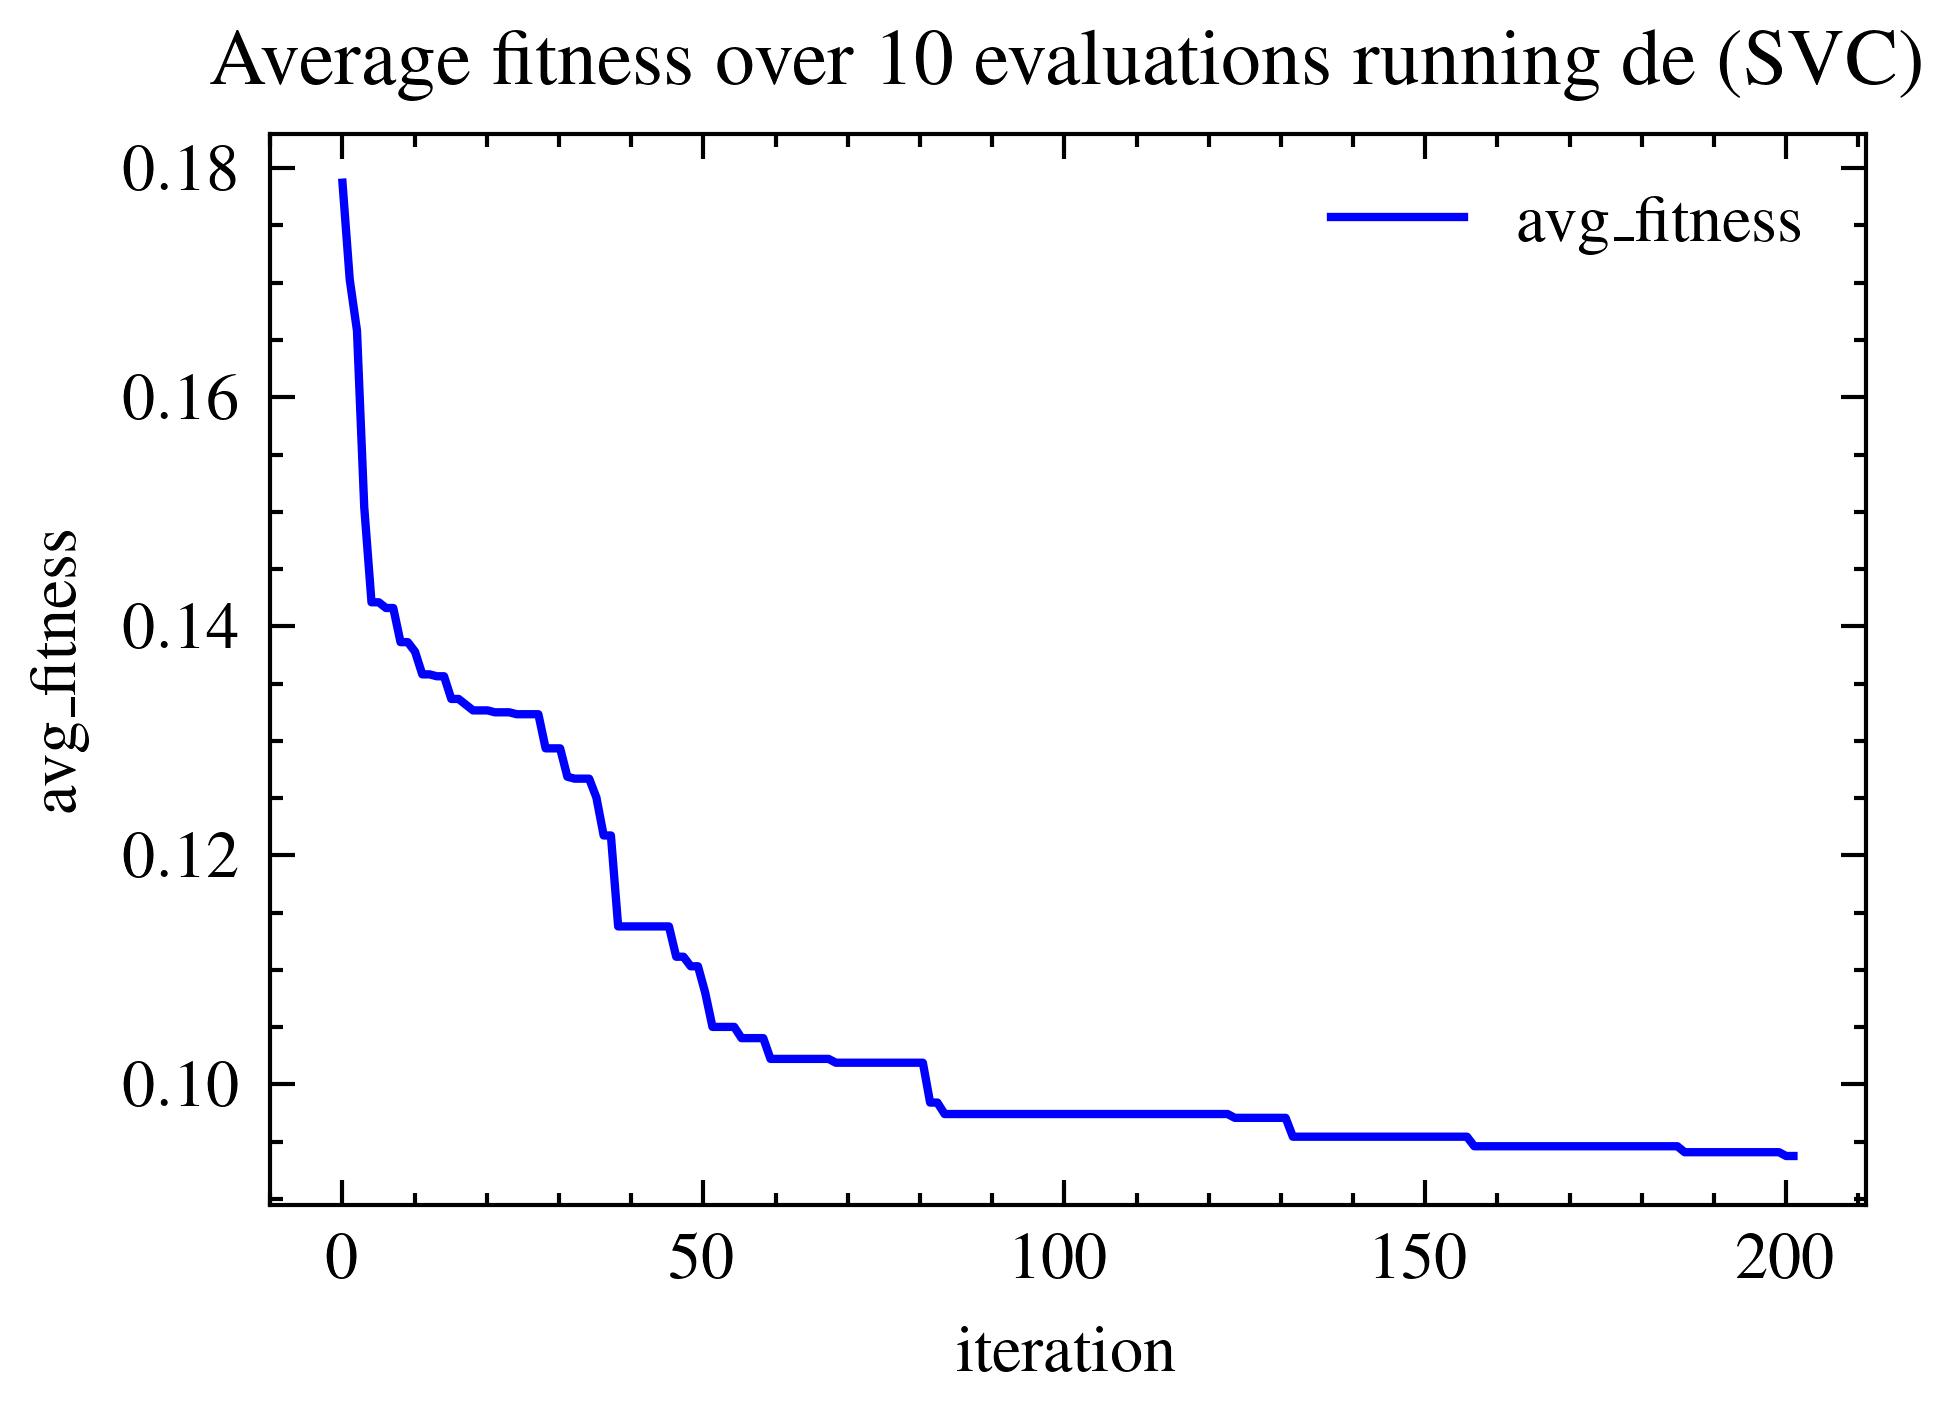 Average fitness over 10 evaluations running de (SVC)
avg_fitness
0.18
0.16
0.14
0.12
0.10
avg_fitness
0 50 100 150 200
iteration